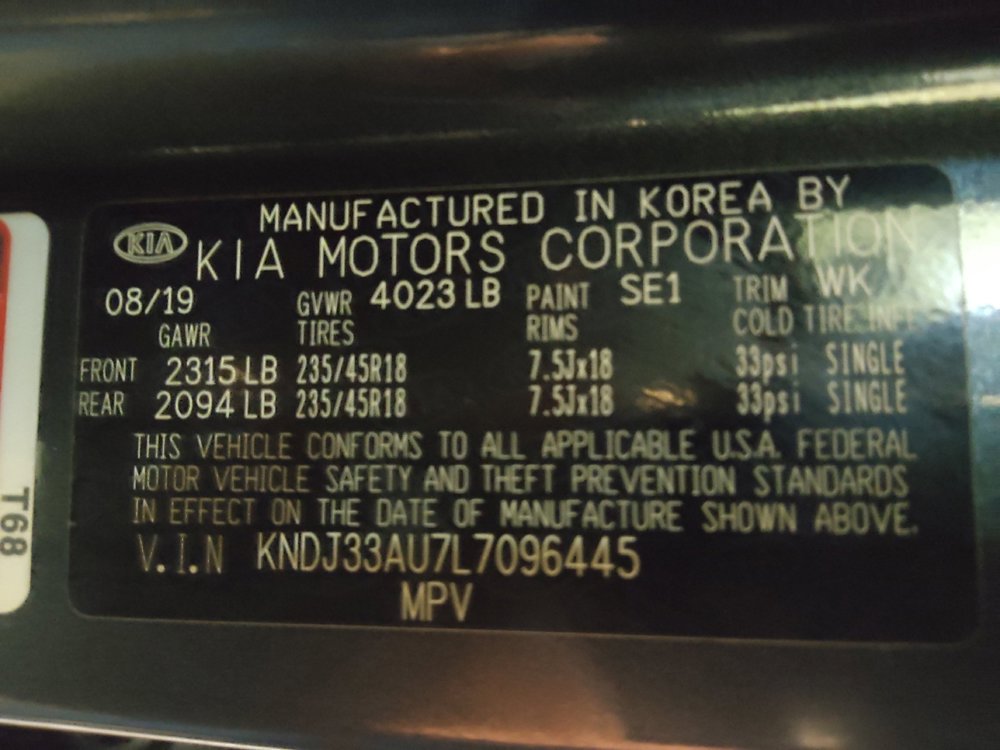 MANUFACTURED IN KOREA BY
KIA KIA MOTORS CORPORATION
08/19 GVWR 4023 LB PAINT SE1 TRIM WK
GAWR TIRES RIMS COLD TIRE INFL
FRONT 2315 LB 235/45R18 7.5Jx18 33psi SINGLE
REAR 2094 LB 235/45R18 7.5Jx18 33psi SINGLE
THIS VEHICLE CONFORMS TO ALL APPLICABLE U.S.A. FEDERAL
MOTOR VEHICLE SAFETY AND THEFT PREVENTION STANDARDS
IN EFFECT ON THE DATE OF MANUFACTURE SHOWN ABOVE.
V.I.N KNDJ33AU7L7096445
MPV
T68